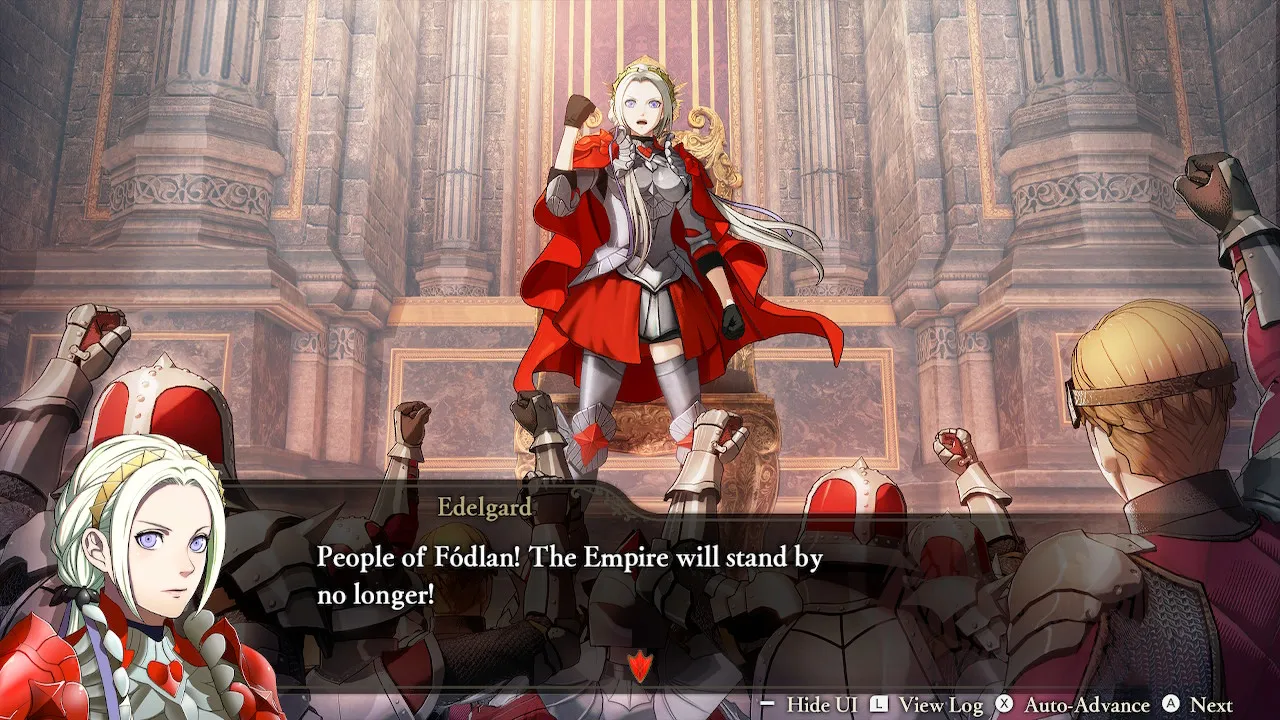 Edelgard
People of Fódlan! The Empire will stand by
no longer!
Hide UI L View Log X Auto-Advance A Next